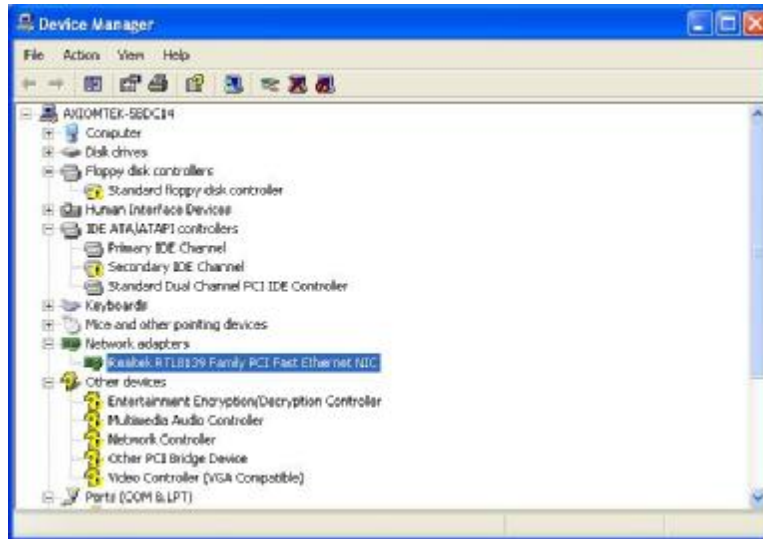 Device Manager
File Action View Help
AXIOMTEK-5BDC14
Computer
Disk drives
Floppy disk controllers
Standard floppy disk controller
Human Interface Devices
IDE ATA/ATAPI controllers
Primary IDE Channel
Secondary IDE Channel
Standard Dual Channel PCI IDE Controller
Keyboards
Mice and other pointing devices
Network adapters
Realtek RTL8139 Family PCI Fast Ethernet NIC
Other devices
Entertainment Encryption/Decryption Controller
Multimedia Audio Controller
Network Controller
Other PCI Bridge Device
Video Controller (VGA Compatible)
Ports (COM & LPT)